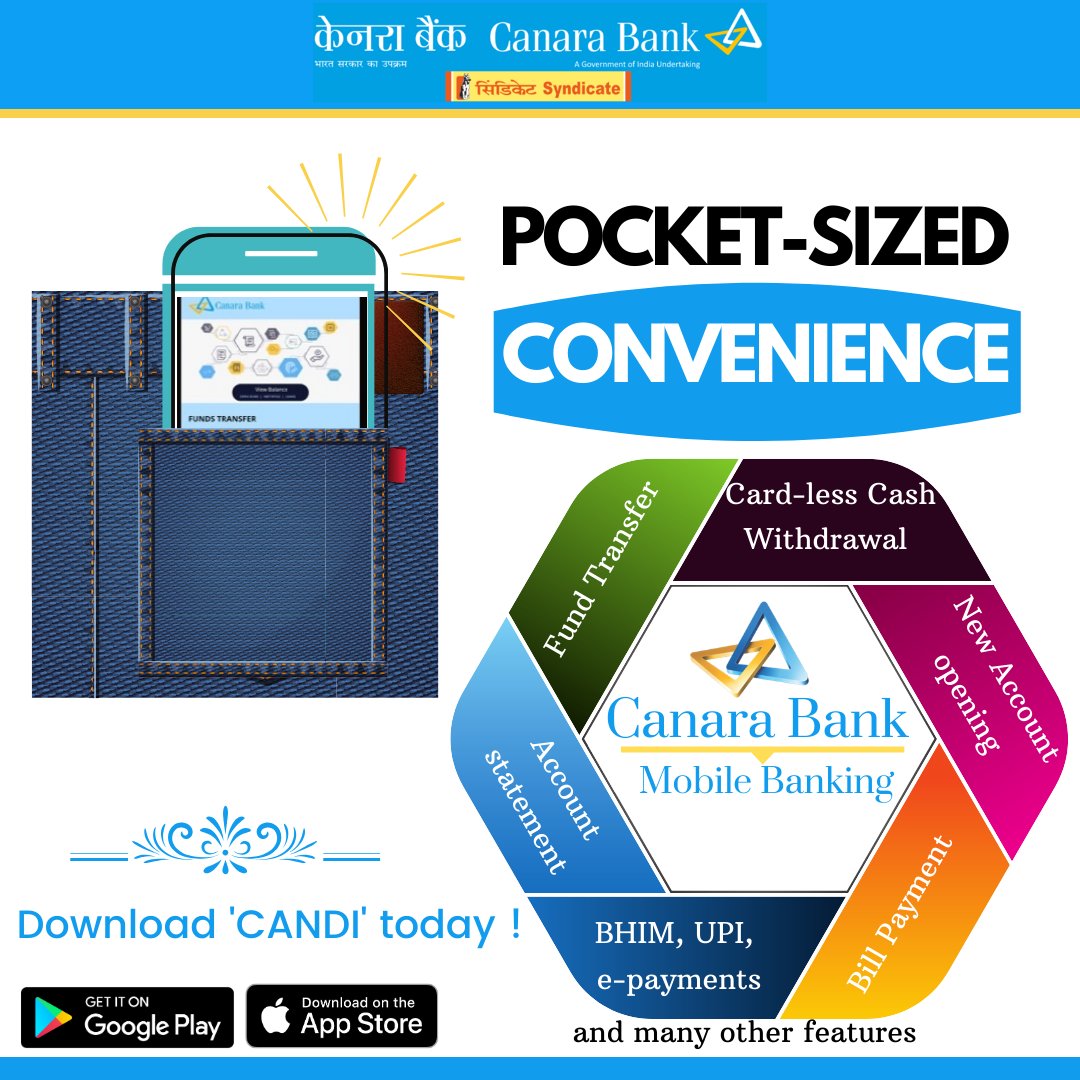 केनरा बैंक Canara Bank
भारत सरकार का उपक्रम A Government of India Undertaking
सिंडिकेट Syndicate
POCKET-SIZED
CONVENIENCE
Canara Bank
View Balance
FUNDS TRANSFER
Fund Transfer
Card-less Cash
Withdrawal
New Account
opening
Canara Bank
Mobile Banking
Account
statement
Bill Payment
BHIM, UPI,
e-payments
and many other features
Download 'CANDI' today !
GET IT ON
Google Play
Download on the
App Store